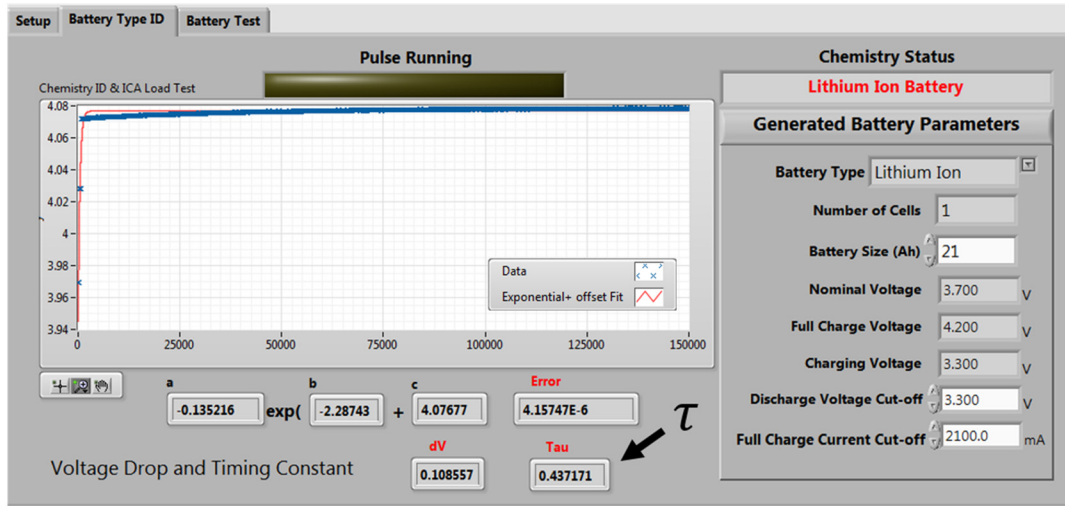 Setup Battery Type ID Battery Test
Pulse Running
Chemistry ID & ICA Load Test
4.08
4.06
4.04
4.02
4
3.98
3.96
3.94
0 25000 50000 75000 100000 125000 150000
Data
Exponential+ offset Fit
a b c Error
-0.135216 exp( -2.28743 + 4.07677 4.15747E-6
τ
dV Tau
Voltage Drop and Timing Constant 0.108557 0.437171
Chemistry Status
Lithium Ion Battery
Generated Battery Parameters
Battery Type Lithium Ion
Number of Cells 1
Battery Size (Ah) 21
Nominal Voltage 3.700 V
Full Charge Voltage 4.200 V
Charging Voltage 3.300 V
Discharge Voltage Cut-off 3.300 V
Full Charge Current Cut-off 2100.0 mA